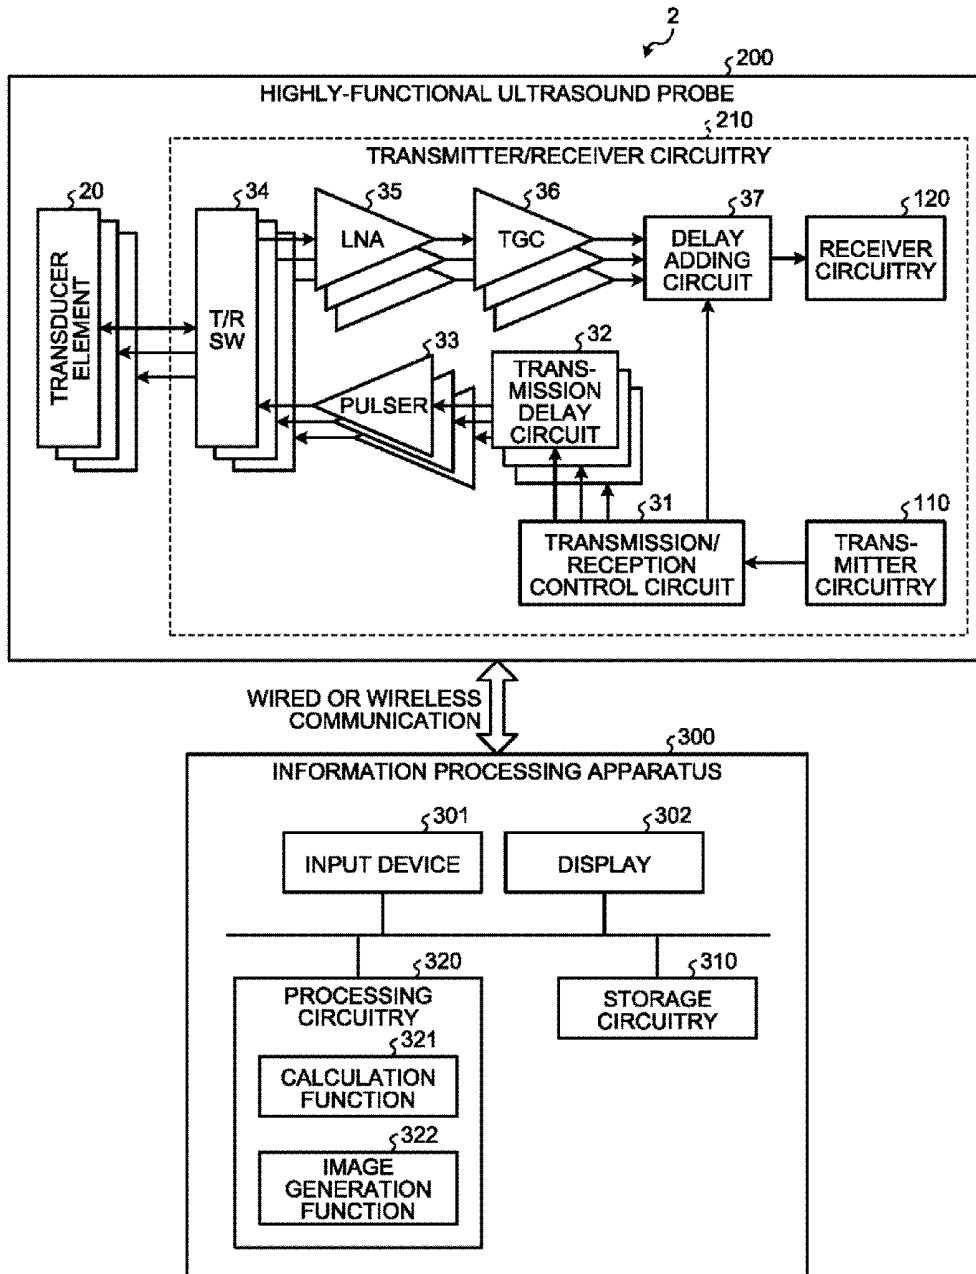 2
200
HIGHLY-FUNCTIONAL ULTRASOUND PROBE
210
TRANSMITTER/RECEIVER CIRCUITRY
20
TRANSDUCER
ELEMENT
34
T/R
SW
35
LNA
36
TGC
37
DELAY
ADDING
CIRCUIT
120
RECEIVER
CIRCUITRY
33
PULSER
32
TRANS-
MISSION
DELAY
CIRCUIT
31
TRANSMISSION/
RECEPTION
CONTROL CIRCUIT
110
TRANS-
MITTER
CIRCUITRY
WIRED OR WIRELESS
COMMUNICATION
300
INFORMATION PROCESSING APPARATUS
301
INPUT DEVICE
302
DISPLAY
320
PROCESSING
CIRCUITRY
321
CALCULATION
FUNCTION
322
IMAGE
GENERATION
FUNCTION
310
STORAGE
CIRCUITRY